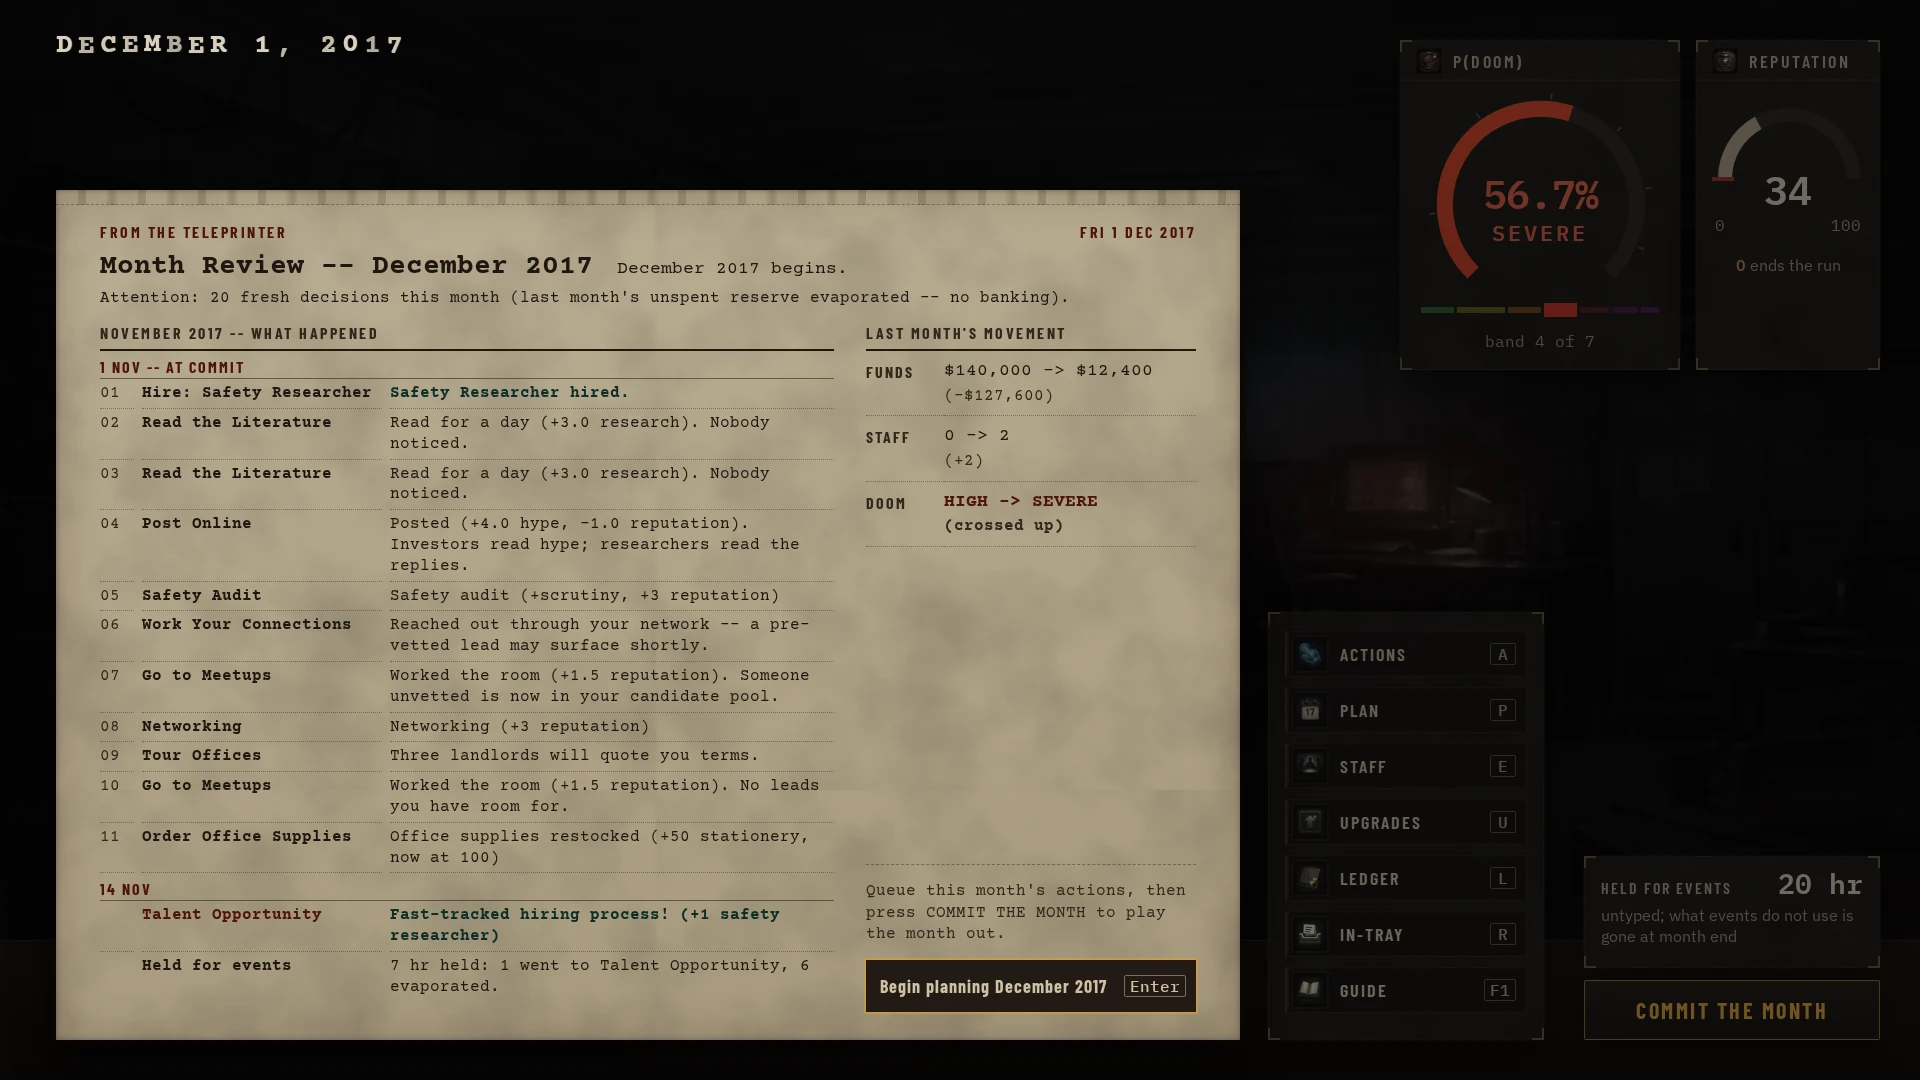 DECEMBER 1, 2017
P(DOOM)
56.7%
SEVERE
band 4 of 7
REPUTATION
34
0 100
0 ends the run
FROM THE TELEPRINTER
FRI 1 DEC 2017
Month Review -- December 2017 December 2017 begins.
Attention: 20 fresh decisions this month (last month's unspent reserve evaporated -- no banking).
NOVEMBER 2017 -- WHAT HAPPENED
1 NOV -- AT COMMIT
01 Hire: Safety Researcher Safety Researcher hired.
02 Read the Literature Read for a day (+3.0 research). Nobody
noticed.
03 Read the Literature Read for a day (+3.0 research). Nobody
noticed.
04 Post Online Posted (+4.0 hype, -1.0 reputation).
Investors read hype; researchers read the
replies.
05 Safety Audit Safety audit (+scrutiny, +3 reputation)
06 Work Your Connections Reached out through your network -- a pre-
vetted lead may surface shortly.
07 Go to Meetups Worked the room (+1.5 reputation). Someone
unvetted is now in your candidate pool.
08 Networking Networking (+3 reputation)
09 Tour Offices Three landlords will quote you terms.
10 Go to Meetups Worked the room (+1.5 reputation). No leads
you have room for.
11 Order Office Supplies Office supplies restocked (+50 stationery,
now at 100)
14 NOV
Talent Opportunity Fast-tracked hiring process! (+1 safety
researcher)
Held for events 7 hr held: 1 went to Talent Opportunity, 6
evaporated.
LAST MONTH'S MOVEMENT
FUNDS $140,000 -> $12,400
(-$127,600)
STAFF 0 -> 2
(+2)
DOOM HIGH -> SEVERE
(crossed up)
Queue this month's actions, then
press COMMIT THE MONTH to play
the month out.
Begin planning December 2017 Enter
ACTIONS A
17
PLAN P
STAFF E
UPGRADES U
LEDGER L
IN-TRAY R
GUIDE F1
HELD FOR EVENTS 20 hr
untyped; what events do not use is
gone at month end
COMMIT THE MONTH